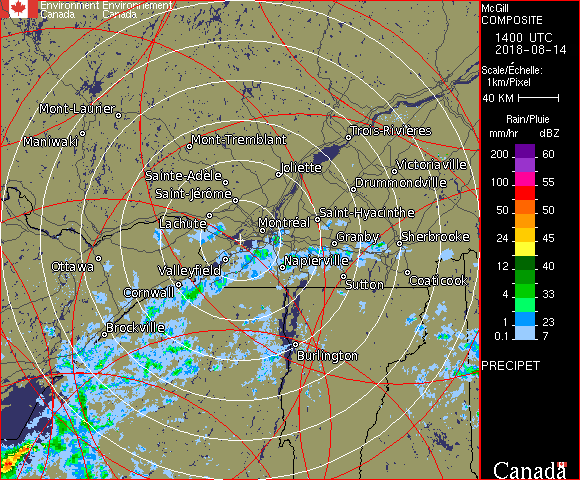 Environment Environnement
Canada Canada
McGill
COMPOSITE
1400 UTC
2018-08-14
Scale/Échelle:
1km/Pixel
40 KM
Rain/Pluie
mm/hr dBZ
200 60
100 55
50 50
24 45
12 40
4 33
1 23
0.1 7
PRECIPET
Canada
Mont-Laurier
Maniwaki
Mont-Tremblant
Trois-Rivières
Sainte-Adèle
Joliette
Victoriaville
Saint-Jérôme
Drummondville
Lachute
Montréal
Saint-Hyacinthe
Granby
Sherbrooke
Ottawa
Valleyfield
Napierville
Cornwall
Sutton
Coaticook
Brockville
Burlington